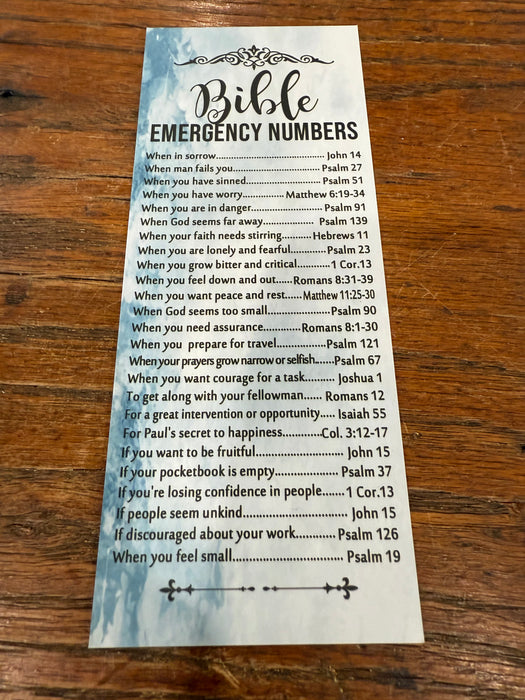 Bible
EMERGENCY NUMBERS
When in sorrow.......................................... John 14
When man fails you.................................. Psalm 27
When you have sinned............................. Psalm 51
When you have worry................ Matthew 6:19-34
When you are in danger............................ Psalm 91
When God seems far away.................... Psalm 139
When your faith needs stirring............ Hebrews 11
When you are lonely and fearful.............Psalm 23
When you grow bitter and critical............1 Cor.13
When you feel down and out...... Romans 8:31-39
When you want peace and rest...... Matthew 11:25-30
When God seems too small...................... Psalm 90
When you need assurance............. Romans 8:1-30
When you prepare for travel................Psalm 121
When your prayers grow narrow or selfish......Psalm 67
When you want courage for a task.......... Joshua 1
To get along with your fellowman...... Romans 12
For a great intervention or opportunity..... Isaiah 55
For Paul's secret to happiness............Col. 3:12-17
If you want to be fruitful.......................... John 15
If your pocketbook is empty.................. Psalm 37
If you're losing confidence in people.......1 Cor.13
If people seem unkind.............................. John 15
If discouraged about your work............ Psalm 126
When you feel small................................ Psalm 19